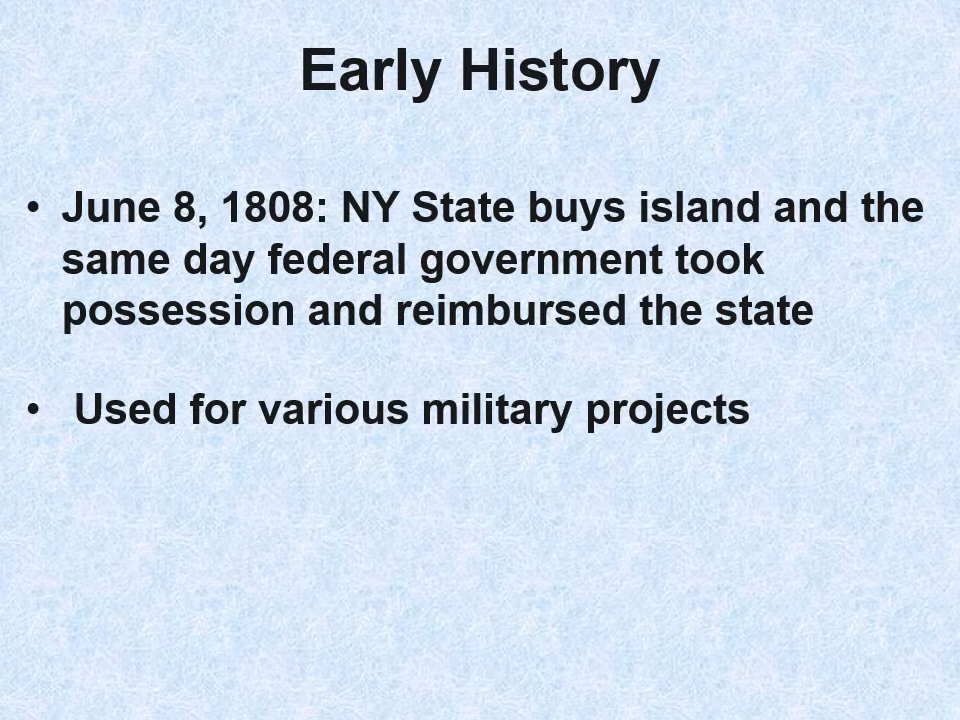 Early History
• June 8, 1808: NY State buys island and the
same day federal government took
possession and reimbursed the state
• Used for various military projects